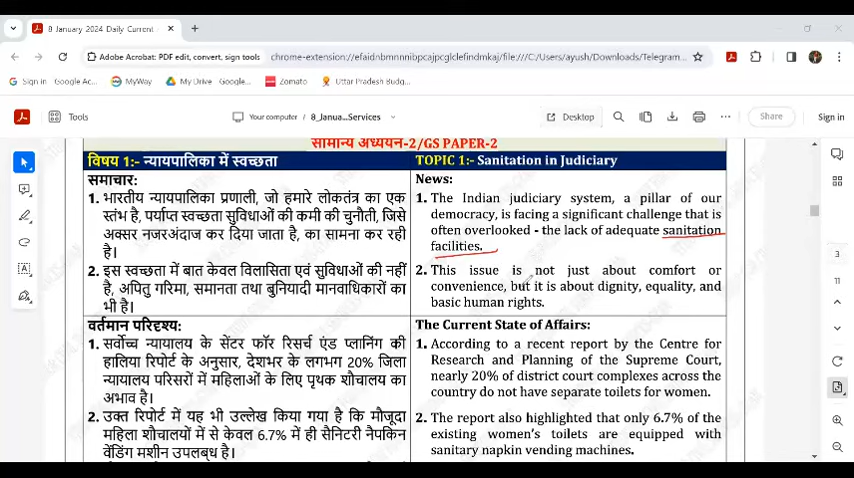 8 January 2024 Daily Current
Adobe Acrobat: PDF edit, convert, sign tools
chrome-extension://efaidnbmnnnibpcajpcglclefindmkaj/file:///C:/Users/ayush/Downloads/Telegram...
Sign in
Google Ac...
MyWay
My Drive - Google...
Zomato
Uttar Pradesh Budg...
Tools
Your computer
8_Janua...Services
Desktop
Share
Sign in
सामान्य अध्ययन-2/GS PAPER-2
विषय 1:- न्यायपालिका में स्वच्छता
समाचार:
1. भारतीय न्यायपालिका प्रणाली, जो हमारे लोकतंत्र का एक
स्तंभ है, पर्याप्त स्वच्छता सुविधाओं की कमी की चुनौती, जिसे
अक्सर नजरअंदाज कर दिया जाता है, का सामना कर रही
है।
2. इस स्वच्छता में बात केवल विलासिता एवं सुविधाओं की नहीं
है, अपितु गरिमा, समानता तथा बुनियादी मानवाधिकारों का
भी है।
वर्तमान परिदृश्य:
1. सर्वोच्च न्यायालय के सेंटर फॉर रिसर्च एंड प्लानिंग की
हालिया रिपोर्ट के अनुसार, देशभर के लगभग 20% जिला
न्यायालय परिसरों में महिलाओं के लिए पृथक शौचालय का
अभाव है।
2. उक्त रिपोर्ट में यह भी उल्लेख किया गया है कि मौजूदा
महिला शौचालयों में से केवल 6.7% में ही सैनिटरी नैपकिन
वेंडिंग मशीन उपलब्ध है।
TOPIC 1:- Sanitation in Judiciary
News:
1. The Indian judiciary system, a pillar of our
democracy, is facing a significant challenge that is
often overlooked - the lack of adequate sanitation
facilities.
2. This issue is not just about comfort or
convenience, but it is about dignity, equality, and
basic human rights.
The Current State of Affairs:
1. According to a recent report by the Centre for
Research and Planning of the Supreme Court,
nearly 20% of district court complexes across the
country do not have separate toilets for women.
2. The report also highlighted that only 6.7% of the
existing women's toilets are equipped with
sanitary napkin vending machines.
3
11